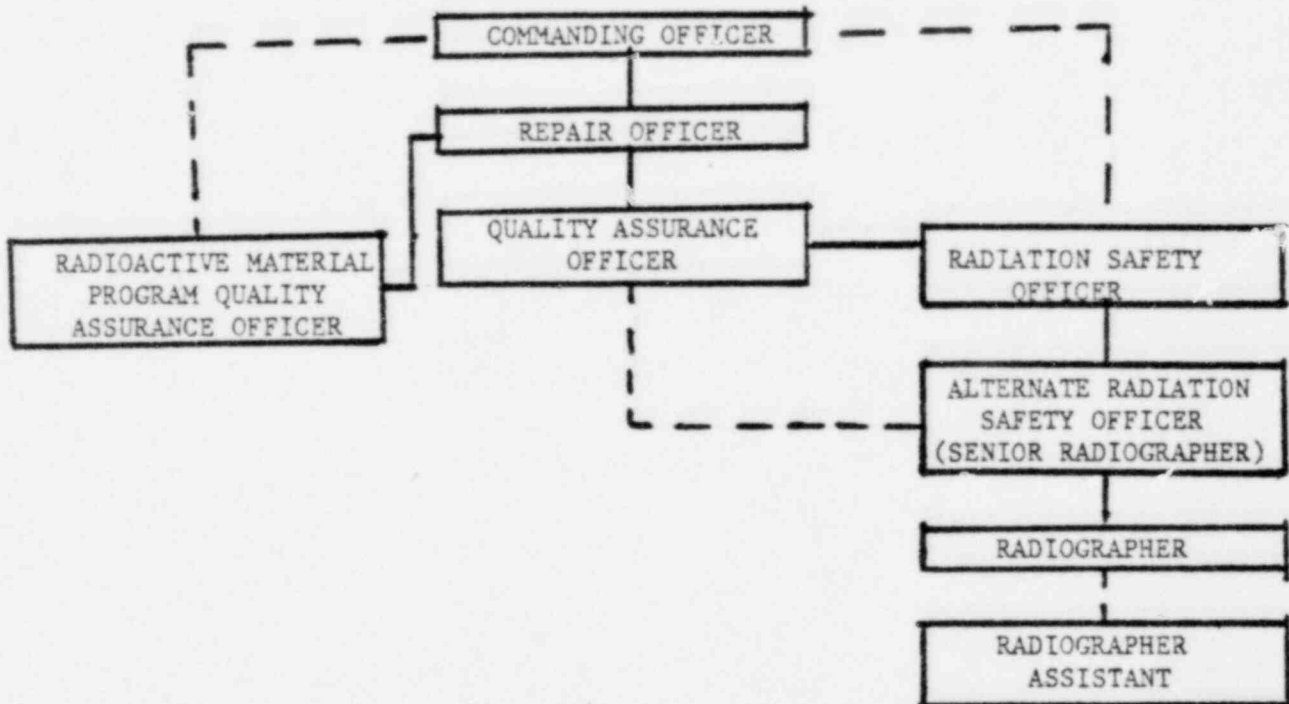 COMMANDING OFFICER
REPAIR OFFICER
QUALITY ASSURANCE
OFFICER
RADIOACTIVE MATERIAL
PROGRAM QUALITY
ASSURANCE OFFICER
RADIATION SAFETY
OFFICER
ALTERNATE RADIATION
SAFETY OFFICER
(SENIOR RADIOGRAPHER)
RADIOGRAPHER
RADIOGRAPHER
ASSISTANT